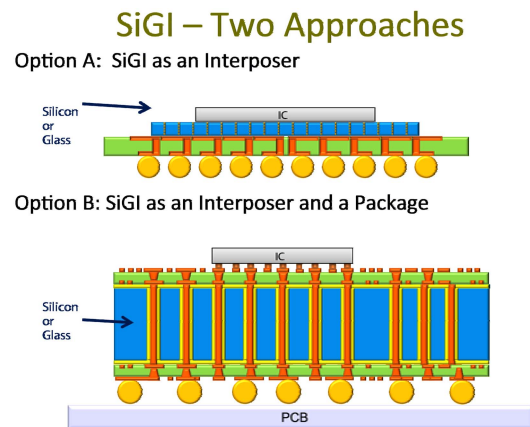 SiGI – Two Approaches
Option A:  SiGI as an Interposer
Silicon
or
Glass
IC
Option B: SiGI as an Interposer and a Package
IC
Silicon
or
Glass
PCB